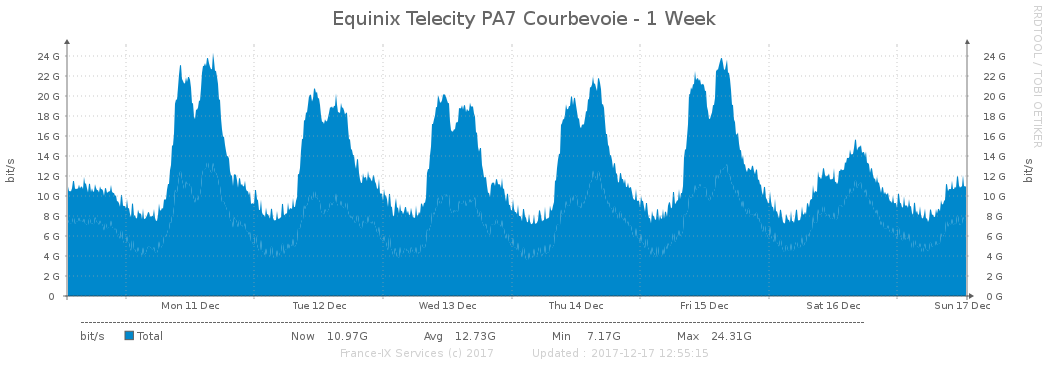 Equinix Telecity PA7 Courbevoie - 1 Week
RRDTOOL / TOBI OETIKER
bit/s
24 G 24 G
22 G 22 G
20 G 20 G
18 G 18 G
16 G 16 G
14 G 14 G
12 G 12 G
10 G 10 G
8 G 8 G
6 G 6 G
4 G 4 G
2 G 2 G
0 0 G
bit/s
Mon 11 Dec Tue 12 Dec Wed 13 Dec Thu 14 Dec Fri 15 Dec Sat 16 Dec Sun 17 Dec
bit/s Total Now 10.97G Avg 12.73G Min 7.17G Max 24.31G
France-IX Services (c) 2017 Updated : 2017-12-17 12:55:15